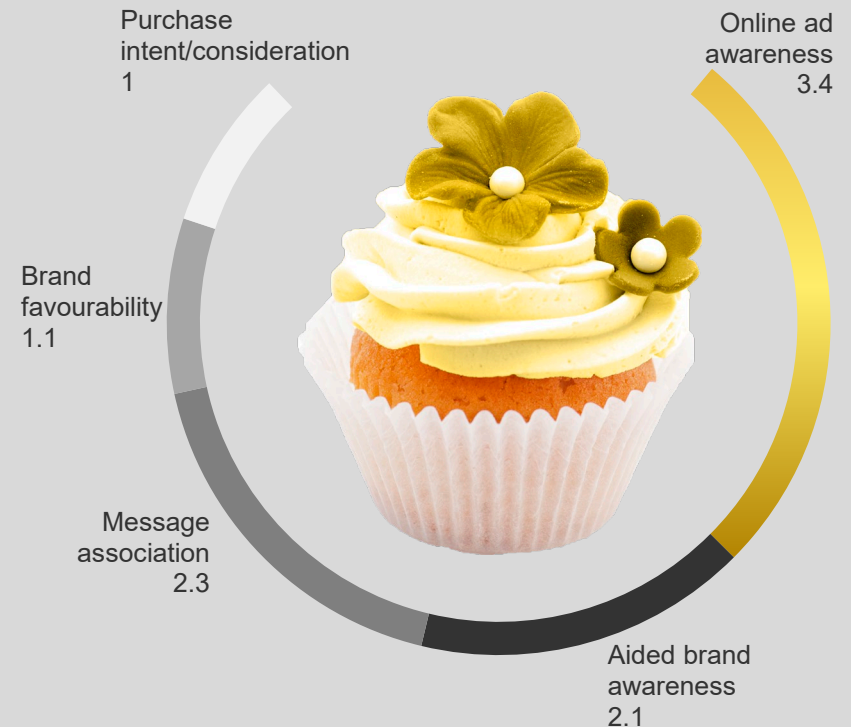 Purchase
intent/consideration
1
Online ad
awareness
3.4
Brand
favourability
1.1
Message
association
2.3
Aided brand
awareness
2.1